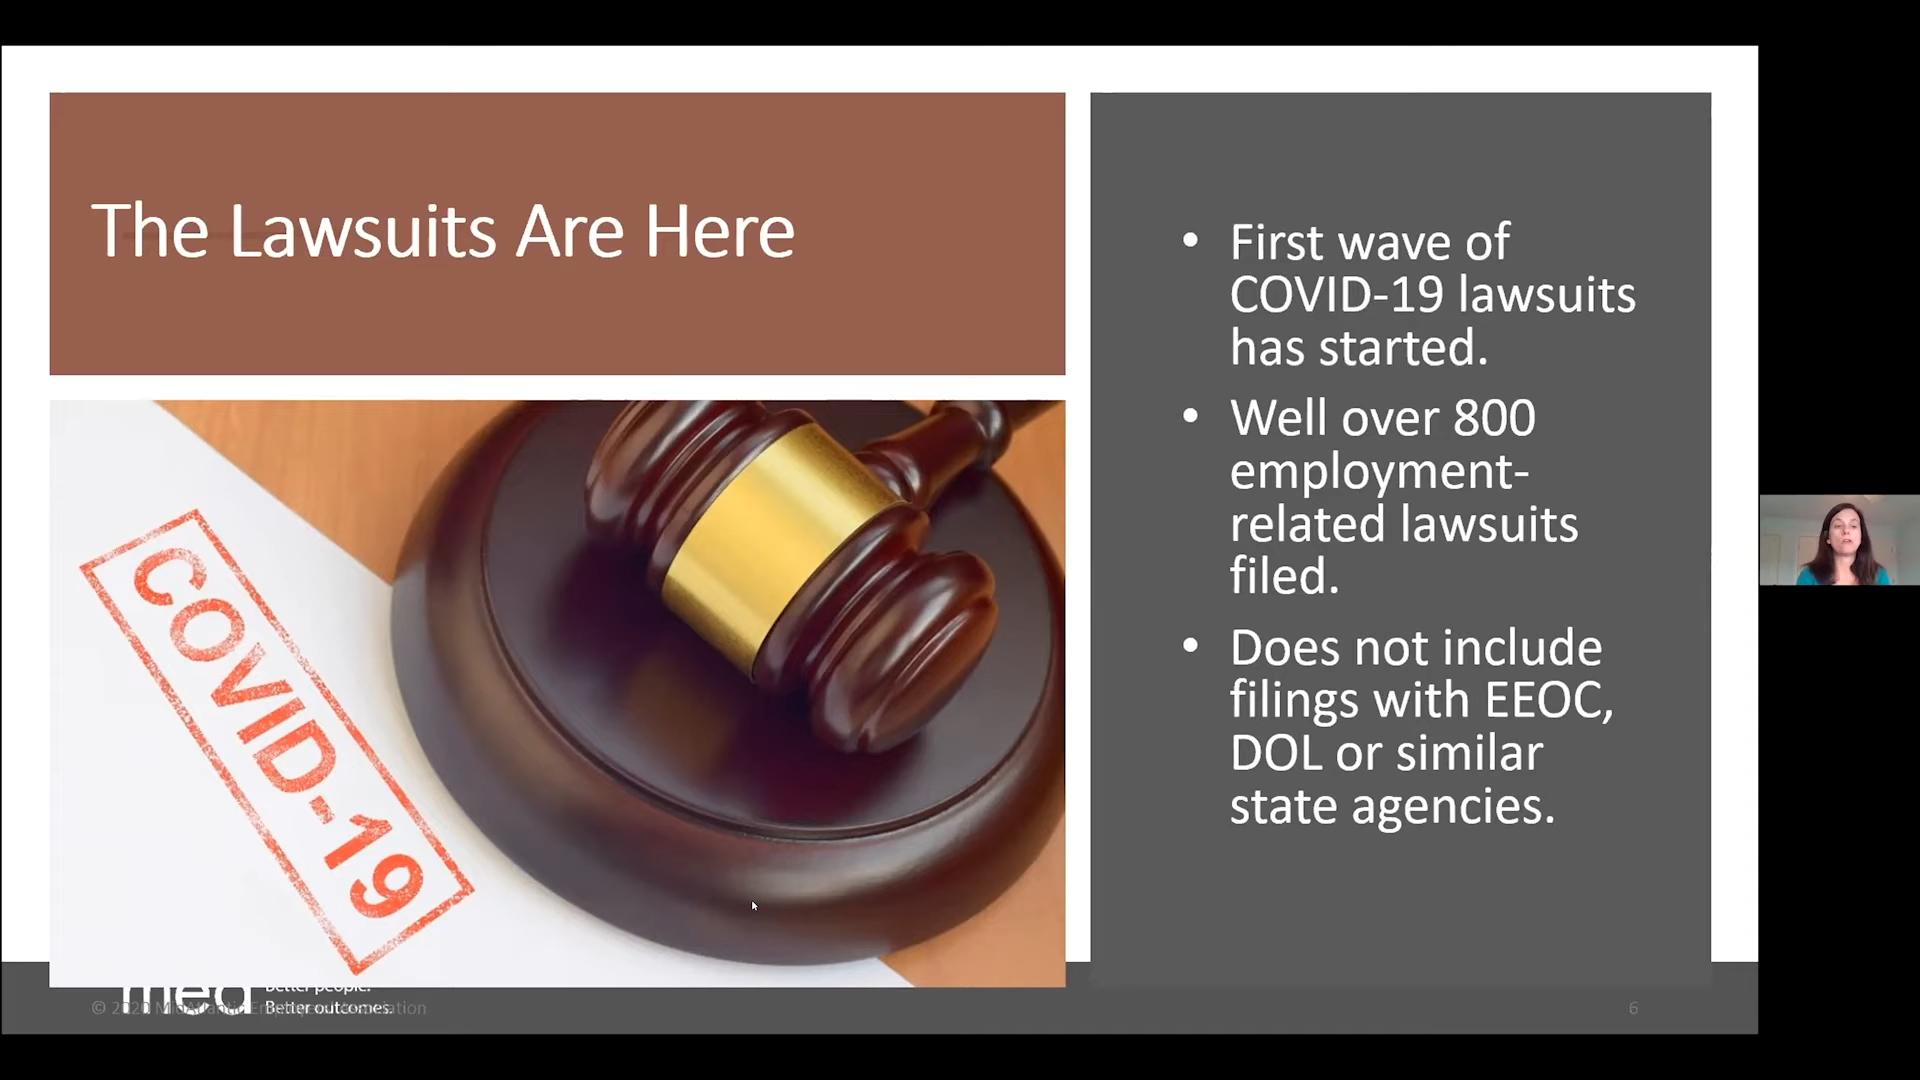 The Lawsuits Are Here
• First wave of
COVID-19 lawsuits
has started.
• Well over 800
employment-
related lawsuits
filed.
• Does not include
filings with EEOC,
DOL or similar
state agencies.
COVID-19
mea
Better people.
Better outcomes.
© 2020 MidAtlantic Employers' Association
6